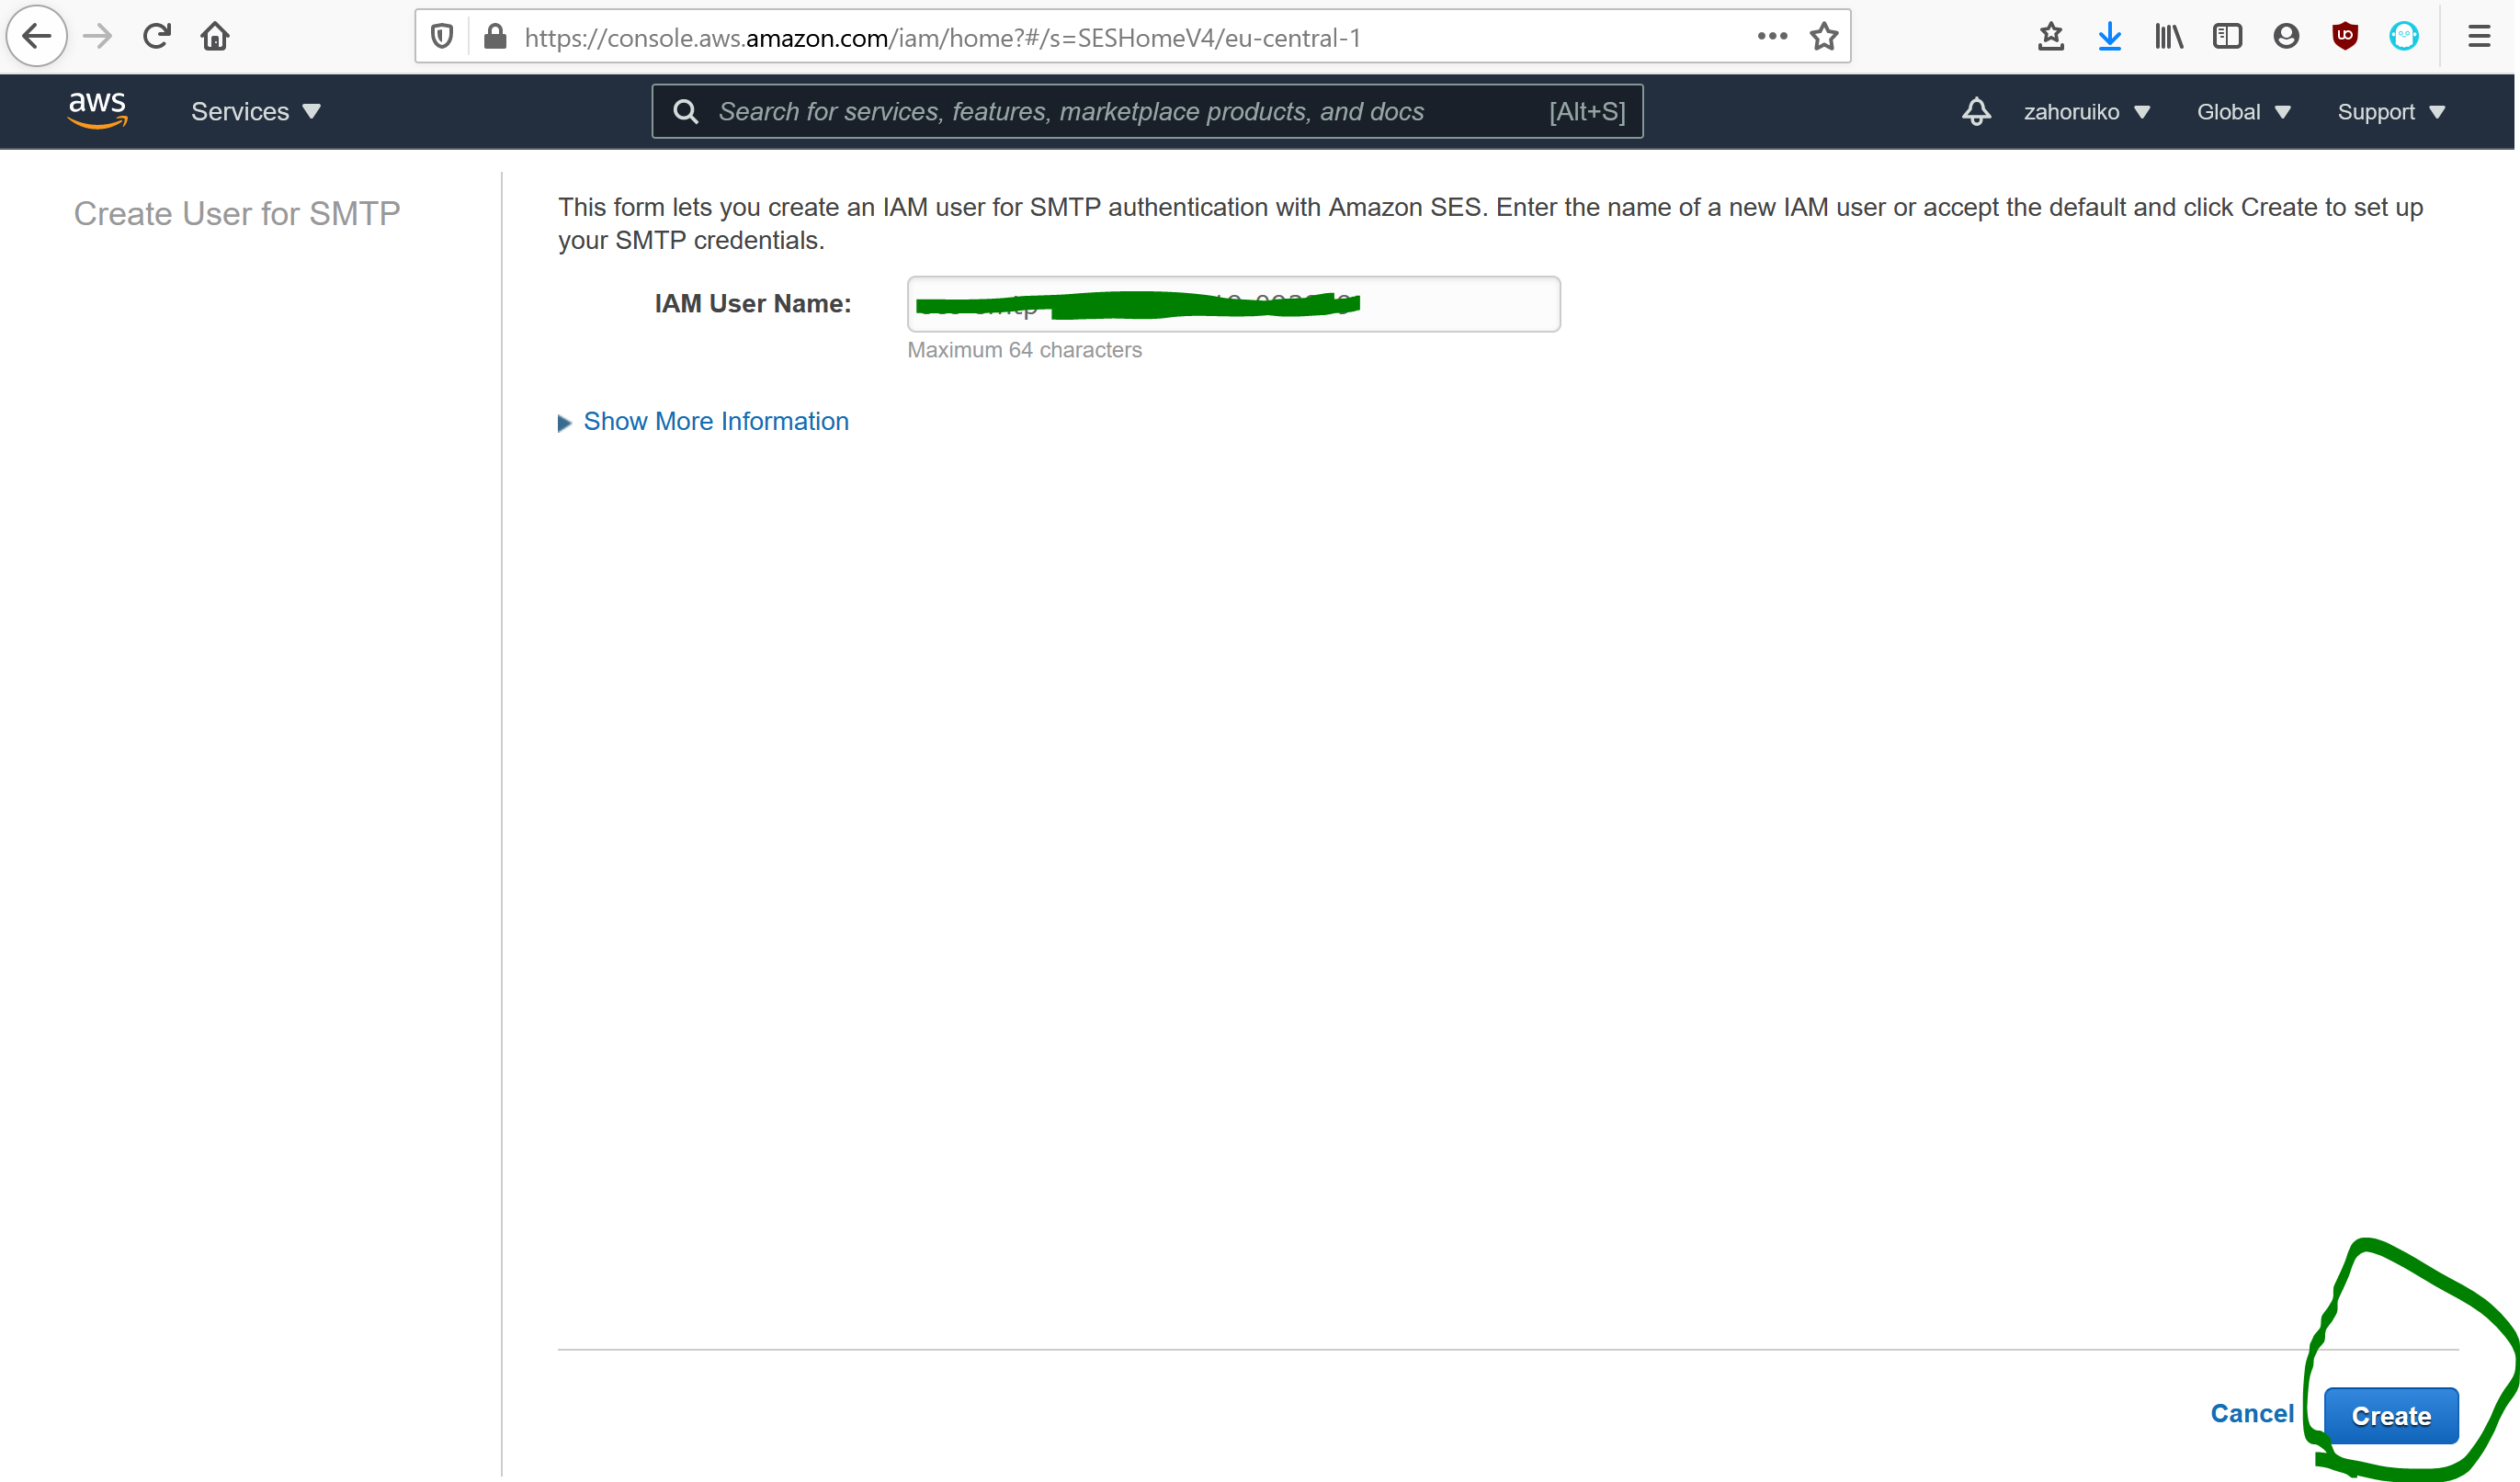 https://console.aws.amazon.com/iam/home?#/s=SESHomeV4/eu-central-1
aws
Services
Search for services, features, marketplace products, and docs
[Alt+S]
zahoruiko
Global
Support
Create User for SMTP
This form lets you create an IAM user for SMTP authentication with Amazon SES. Enter the name of a new IAM user or accept the default and click Create to set up
your SMTP credentials.
IAM User Name:
Maximum 64 characters
Show More Information
Cancel
Create